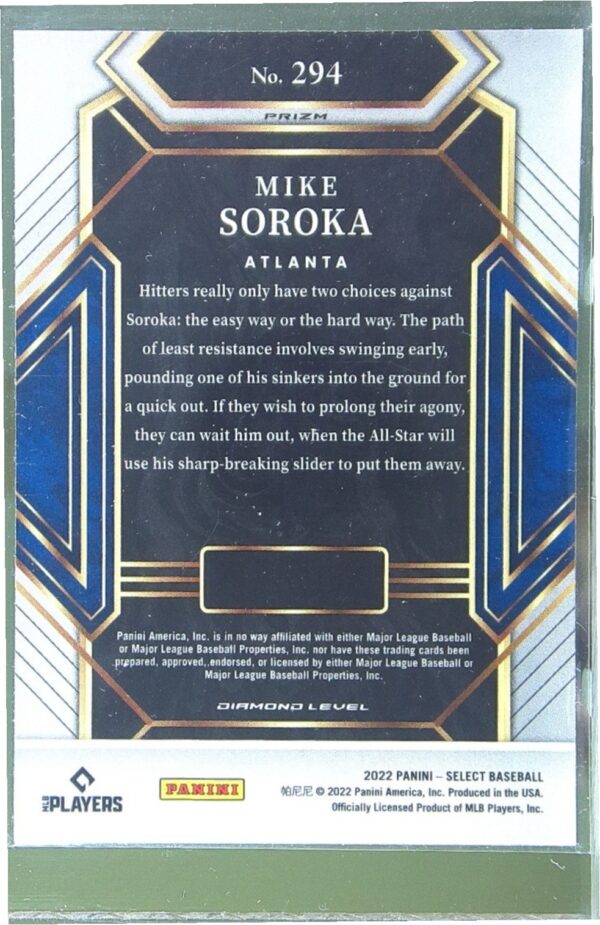 No. 294
PRIZM
MIKE
SOROKA
ATLANTA
Hitters really only have two choices against
Soroka: the easy way or the hard way. The path
of least resistance involves swinging early,
pounding one of his sinkers into the ground for
a quick out. If they wish to prolong their agony,
they can wait him out, when the All-Star will
use his sharp-breaking slider to put them away.
Panini America, Inc. is in no way affiliated with either Major League Baseball
or Major League Baseball Properties, Inc. nor have these trading cards been
prepared, approved, endorsed, or licensed by either Major League Baseball or
Major League Baseball Properties, Inc.
DIAMOND LEVEL
MLB PLAYERS
PANINI
2022 PANINI – SELECT BASEBALL
帕尼尼 © 2022 Panini America, Inc. Produced in the USA.
Officially Licensed Product of MLB Players, Inc.